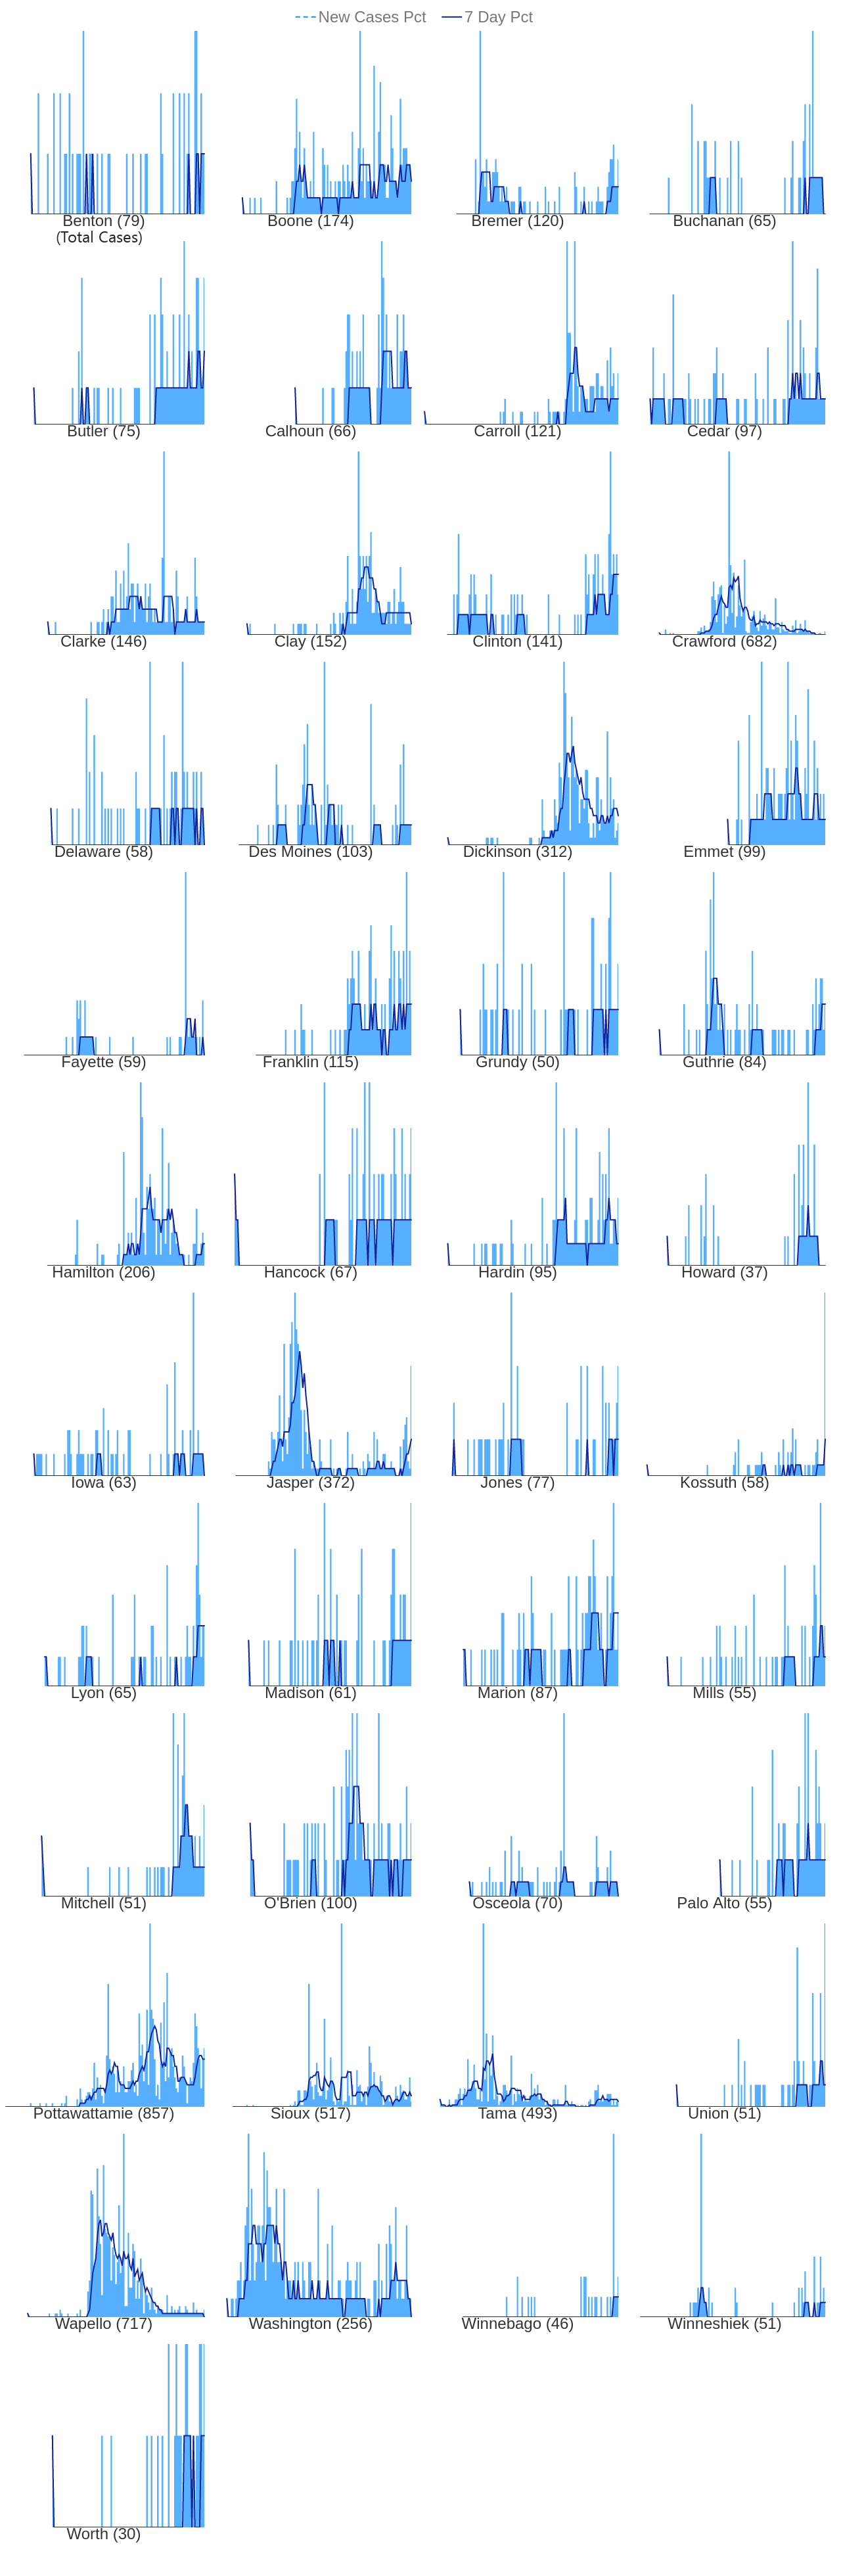 New Cases Pct 7 Day Pct
Benton (79) Boone (174) Bremer (120) Buchanan (65)
(Total Cases)
Butler (75) Calhoun (66) Carroll (121) Cedar (97)
Clarke (146) Clay (152) Clinton (141) Crawford (682)
Delaware (58) Des Moines (103) Dickinson (312) Emmet (99)
Fayette (59) Franklin (115) Grundy (50) Guthrie (84)
Hamilton (206) Hancock (67) Hardin (95) Howard (37)
Iowa (63) Jasper (372) Jones (77) Kossuth (58)
Lyon (65) Madison (61) Marion (87) Mills (55)
Mitchell (51) O'Brien (100) Osceola (70) Palo Alto (55)
Pottawattamie (857) Sioux (517) Tama (493) Union (51)
Wapello (717) Washington (256) Winnebago (46) Winneshiek (51)
Worth (30)